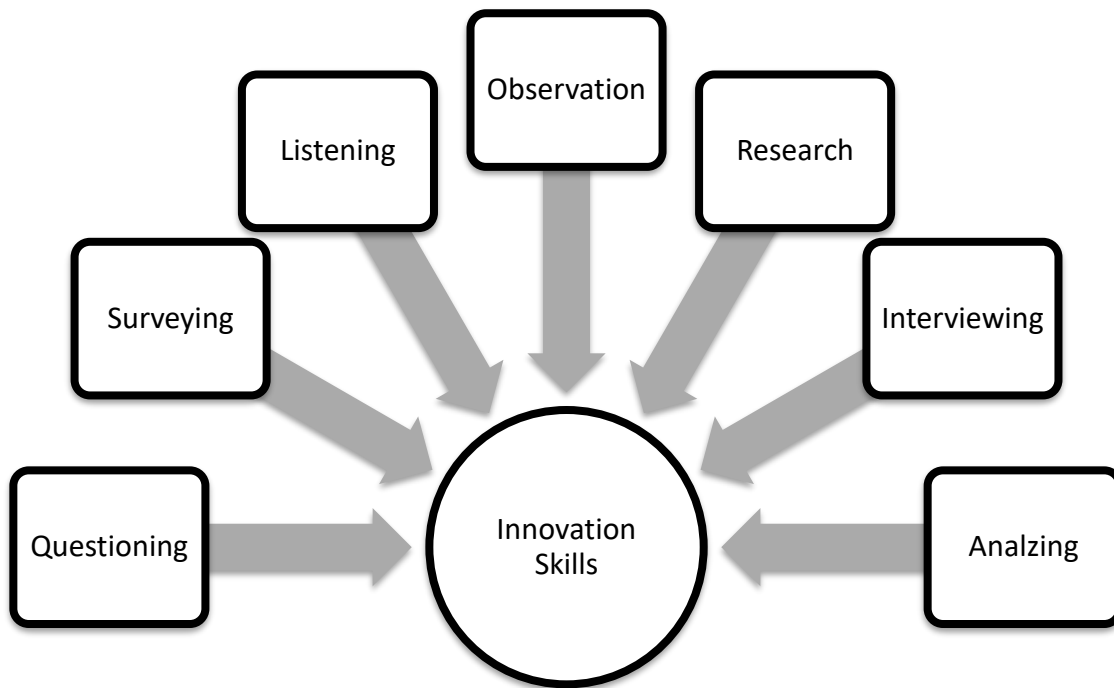 Observation
Listening
Research
Surveying
Interviewing
Questioning
Innovation
Skills
Analzing